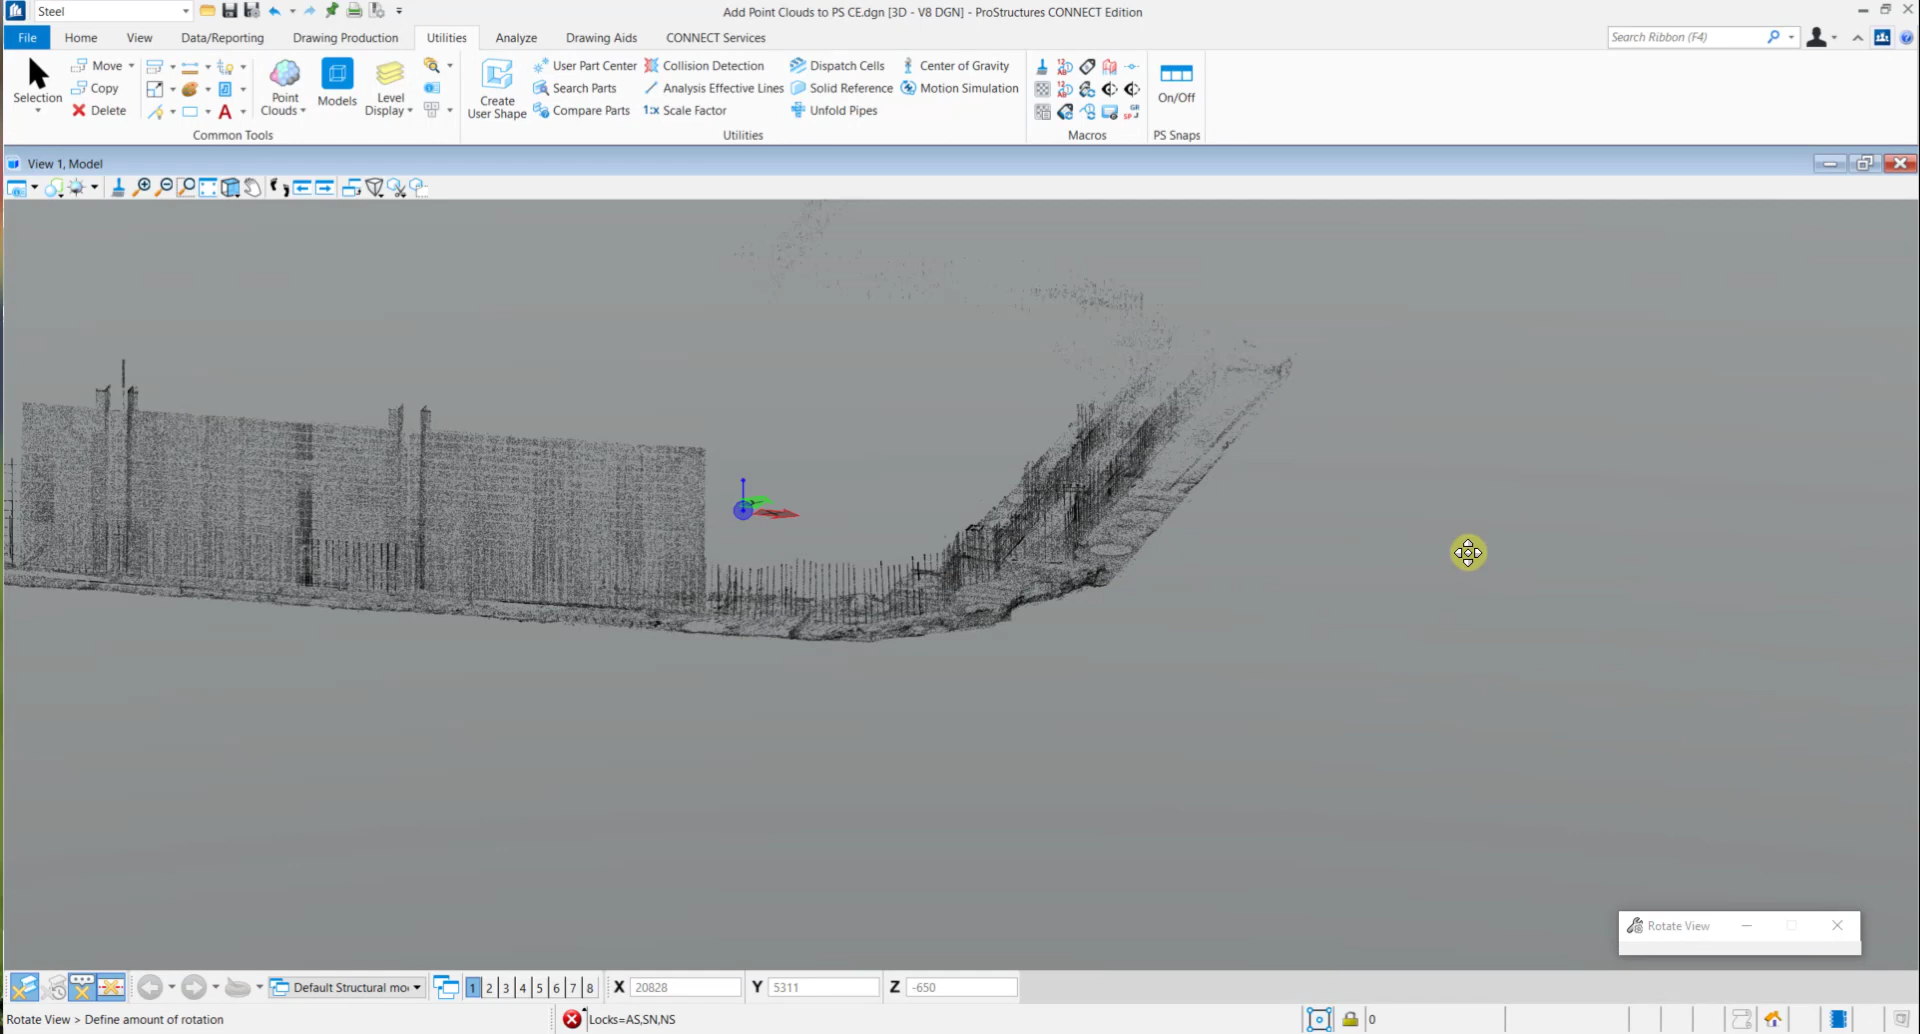 Steel
Add Point Clouds to PS CE.dgn [3D - V8 DGN] - ProStructures CONNECT Edition
File Home View Data/Reporting Drawing Production Utilities Analyze Drawing Aids CONNECT Services Search Ribbon (F4)
Move
Copy
Delete
Selection
Point Clouds
Models
Level Display
Create User Shape
User Part Center Collision Detection Dispatch Cells Center of Gravity
Search Parts Analysis Effective Lines Solid Reference Motion Simulation
Compare Parts 1:x Scale Factor Unfold Pipes
On/Off
Common Tools Utilities Macros PS Snaps
View 1, Model
Rotate View
Default Structural mo 1 2 3 4 5 6 7 8 X 20828 Y 5311 Z -650
Rotate View > Define amount of rotation Locks=AS,SN,NS 0